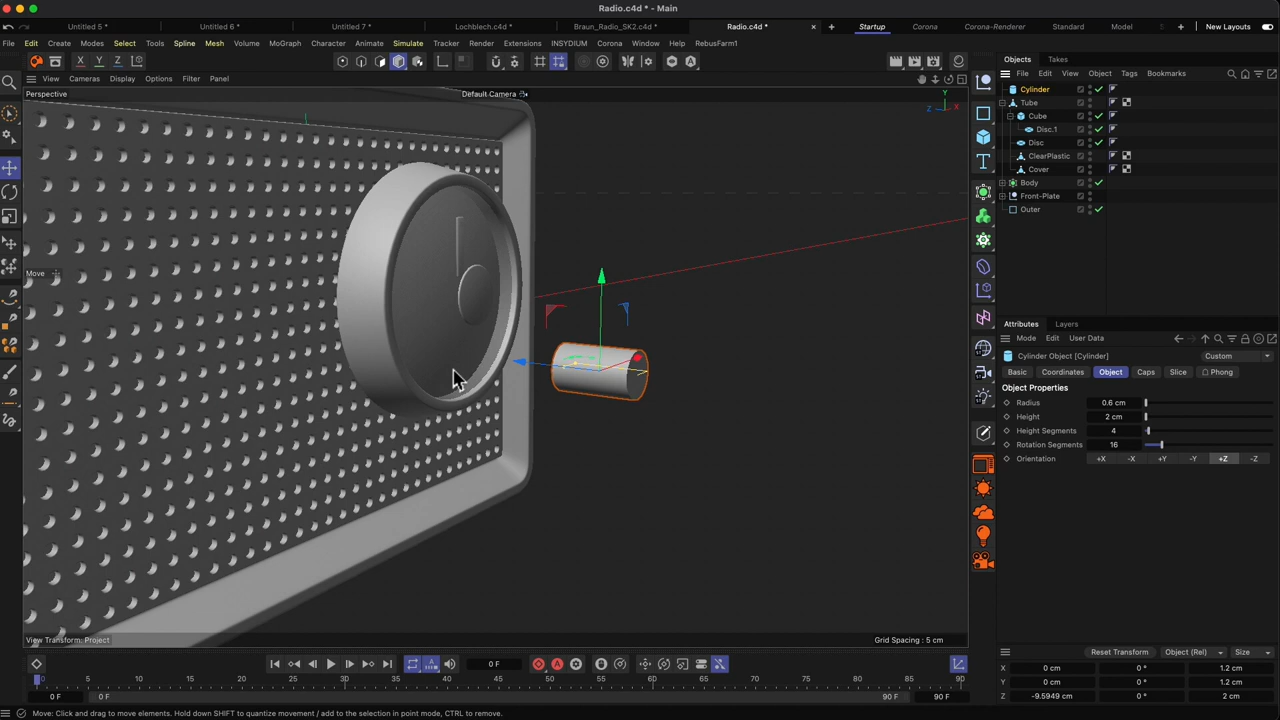 Radio.c4d * - Main
Untitled 5 *
Untitled 6 *
Untitled 7 *
Lochblech.c4d *
Braun_Radio_SK2.c4d *
Radio.c4d *
Startup
Corona
Corona-Renderer
Standard
Model
New Layouts
File Edit Create Modes Select Tools Spline Mesh Volume MoGraph Character Animate Simulate Tracker Render Extensions INSYDIUM Corona Window Help RebusFarm1
X Y Z
Objects Takes
View Cameras Display Options Filter Panel
File Edit View Object Tags Bookmarks
Perspective
Default Camera
Y
Z X
Cylinder
Tube
Cube
Disc.1
Disc
ClearPlastic
Cover
Body
Front-Plate
Outer
Move
Attributes Layers
Mode Edit User Data
Cylinder Object [Cylinder]
Custom
Basic Coordinates Object Caps Slice Phong
Object Properties
Radius 0.6 cm
Height 2 cm
Height Segments 4
Rotation Segments 16
Orientation +X -X +Y -Y +Z -Z
View Transform: Project
Grid Spacing : 5 cm
Reset Transform Object (Rel) Size
0 F
0 5 10 15 20 25 30 35 40 45 50 55 60 65 70 75 80 85 90
0 F 0 F 90 F 90 F
X 0 cm 0 ° 1.2 cm
Y 0 cm 0 ° 1.2 cm
Z -9.5949 cm 0 ° 2 cm
Move: Click and drag to move elements. Hold down SHIFT to quantize movement / add to the selection in point mode, CTRL to remove.